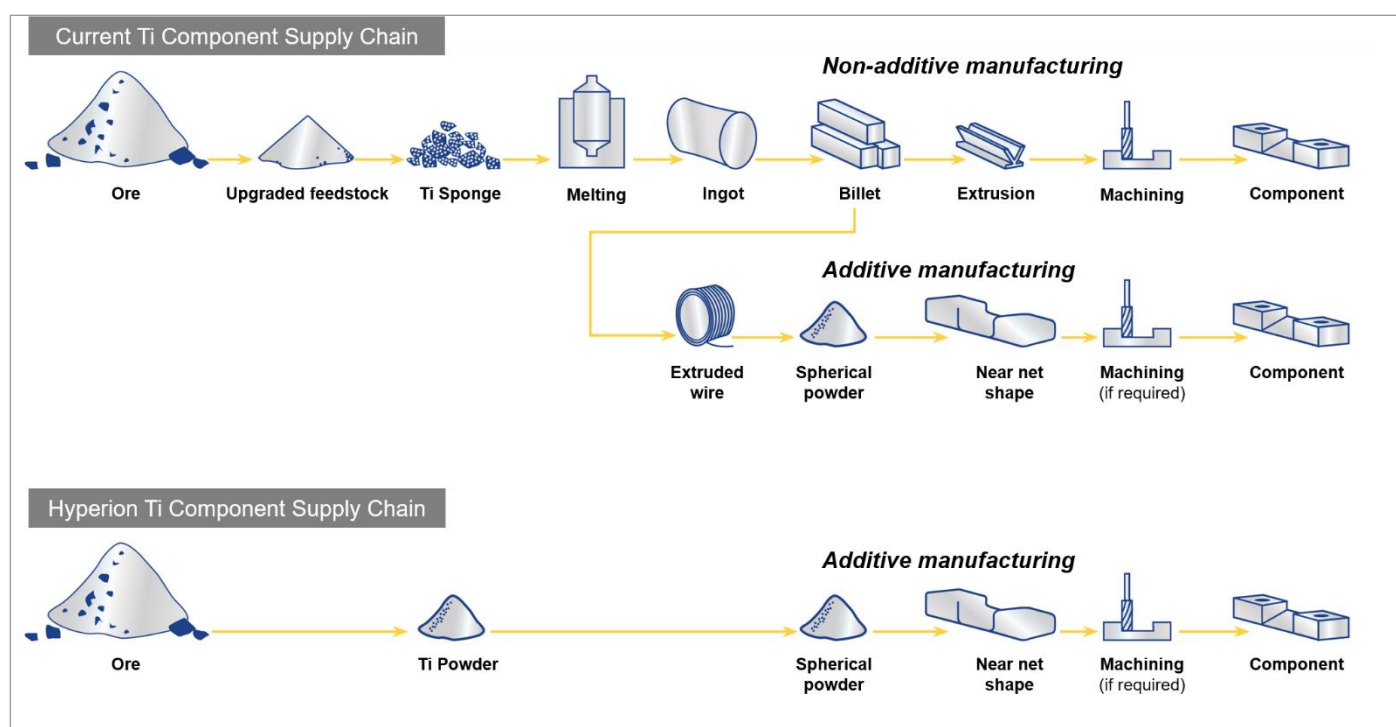 Current Ti Component Supply Chain
Non-additive manufacturing
Ore
Upgraded feedstock
Ti Sponge
Melting
Ingot
Billet
Extrusion
Machining
Component
Additive manufacturing
Extruded
wire
Spherical
powder
Near net
shape
Machining
(if required)
Component
Hyperion Ti Component Supply Chain
Additive manufacturing
Ore
Ti Powder
Spherical
powder
Near net
shape
Machining
(if required)
Component